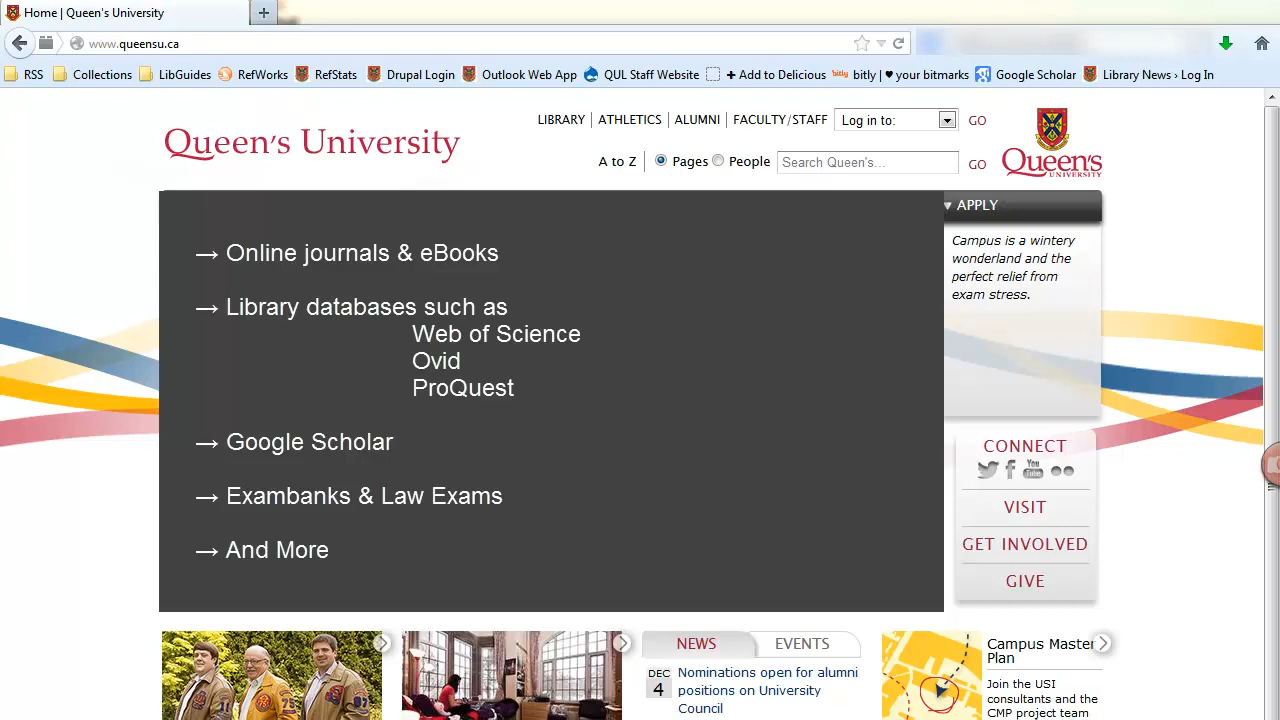 Home | Queen's University
www.queensu.ca
RSS Collections LibGuides RefWorks RefStats Drupal Login Outlook Web App QUL Staff Website + Add to Delicious bitly bitly | ♥ your bitmarks Google Scholar Library News › Log In
LIBRARY ATHLETICS ALUMNI FACULTY/STAFF Log in to: GO
Queen's University
A to Z Pages People Search Queen's... GO
Queen's
UNIVERSITY
→ Online journals & eBooks
→ Library databases such as
Web of Science
Ovid
ProQuest
→ Google Scholar
→ Exambanks & Law Exams
→ And More
APPLY
Campus is a wintery
wonderland and the
perfect relief from
exam stress.
CONNECT
You
Tube
VISIT
GET INVOLVED
GIVE
NEWS EVENTS
DEC
4
Nominations open for alumni
positions on University
Council
Campus Master
Plan
Join the USI
consultants and the
CMP project team